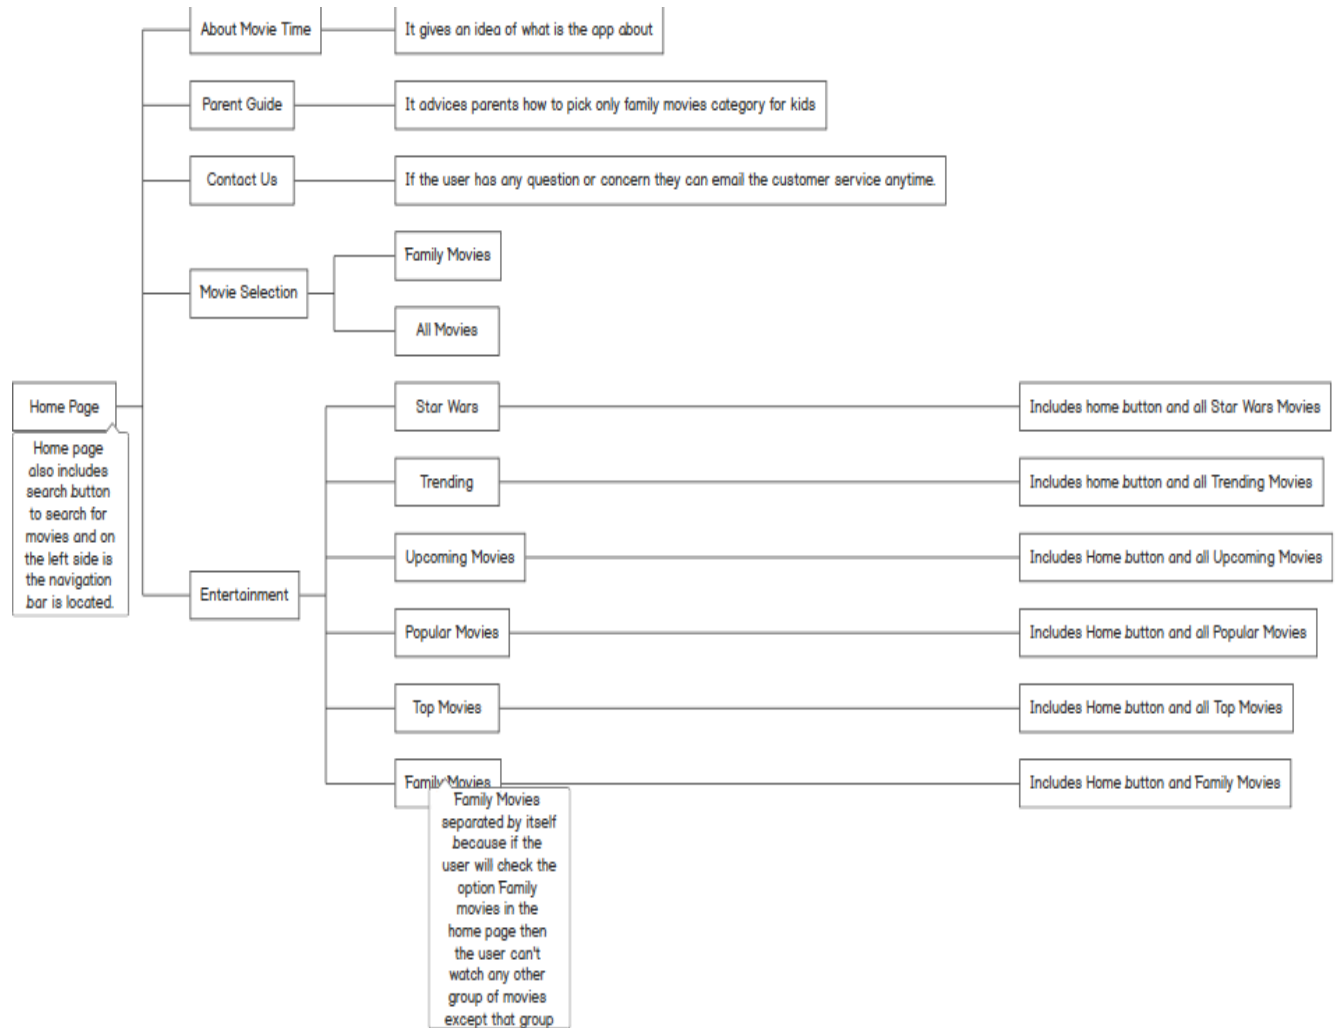 About Movie Time
It gives an idea of what is the app about
Parent Guide
It advices parents how to pick only family movies category for kids
Contact Us
If the user has any question or concern they can email the customer service anytime.
Movie Selection
Family Movies
All Movies
Home Page
Home page
also includes
search button
to search for
movies and on
the left side is
the navigation
bar is located.
Entertainment
Star Wars
Includes home button and all Star Wars Movies
Trending
Includes home button and all Trending Movies
Upcoming Movies
Includes Home button and all Upcoming Movies
Popular Movies
Includes Home button and all Popular Movies
Top Movies
Includes Home button and all Top Movies
Family Movies
Includes Home button and Family Movies
Family Movies
separated by itself
because if the
user will check the
option Family
movies in the
home page then
the user can't
watch any other
group of movies
except that group